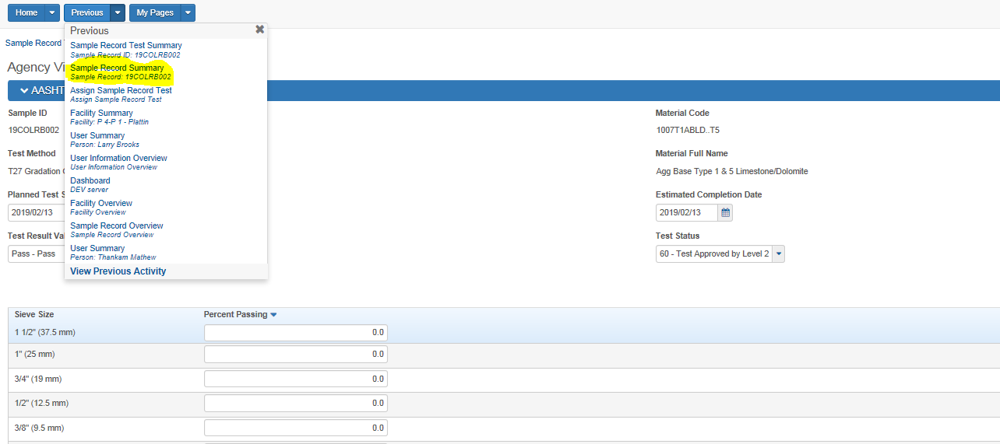 Home
Previous
My Pages
Previous
Sample Record Test Summary
Sample Record ID: 19COLRB002
Sample Record Summary
Sample Record: 19COLRB002
Assign Sample Record Test
Assign Sample Record Test
Facility Summary
Facility: P 4-P 1 - Plattin
User Summary
Person: Larry Brooks
User Information Overview
User Information Overview
Dashboard
DEV server
Facility Overview
Facility Overview
Sample Record Overview
Sample Record Overview
User Summary
Person: Thankam Mathew
View Previous Activity
Sample Record
Agency Vi
AASHT
Sample ID
19COLRB002
Test Method
T27 Gradation
Planned Test S
2019/02/13
Test Result Va
Pass - Pass
Material Code
1007T1ABLD..T5
Material Full Name
Agg Base Type 1 & 5 Limestone/Dolomite
Estimated Completion Date
2019/02/13
Test Status
60 - Test Approved by Level 2
Sieve Size Percent Passing
1 1/2" (37.5 mm) 0.0
1" (25 mm) 0.0
3/4" (19 mm) 0.0
1/2" (12.5 mm) 0.0
3/8" (9.5 mm) 0.0